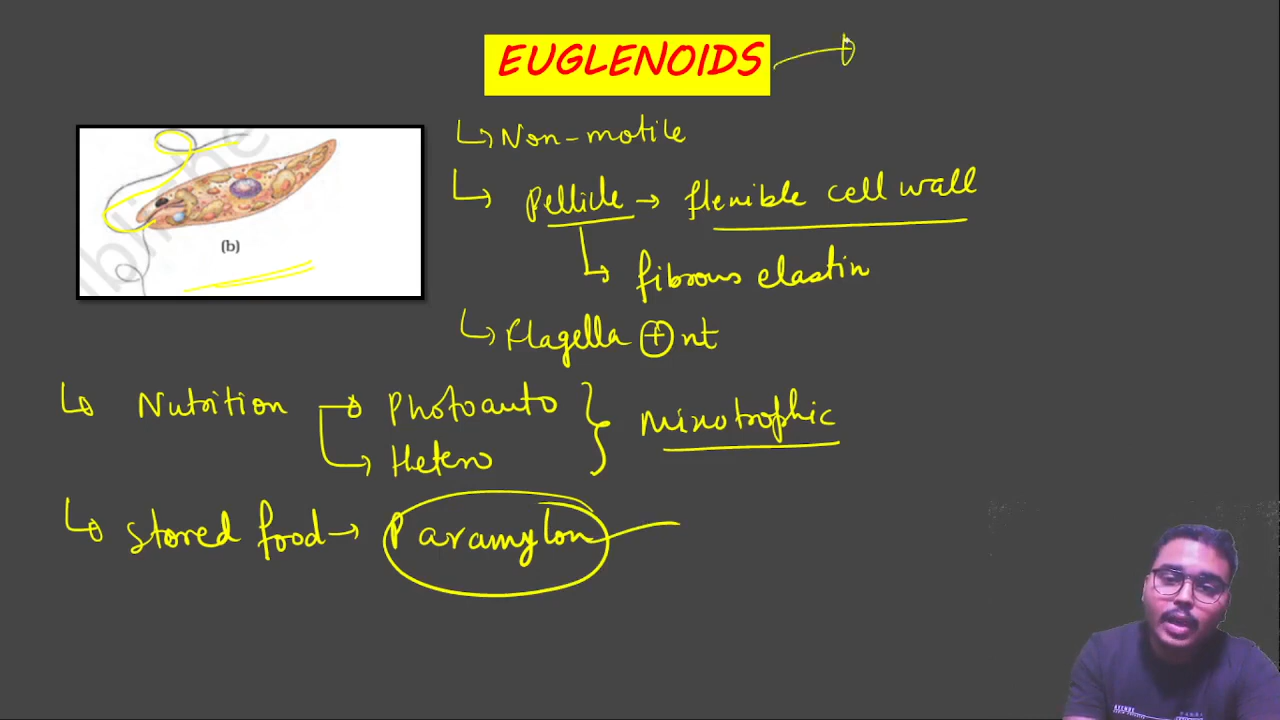 EUGLENOIDS
↳ Non-motile
↳ Pellicle → flexible cell wall
↳ fibrous elastin
(b)
↳ Flagella ⊕nt
↳ Nutrition → Photoauto } Mixotrophic
→ Hetero
↳ Stored food → Paramylon